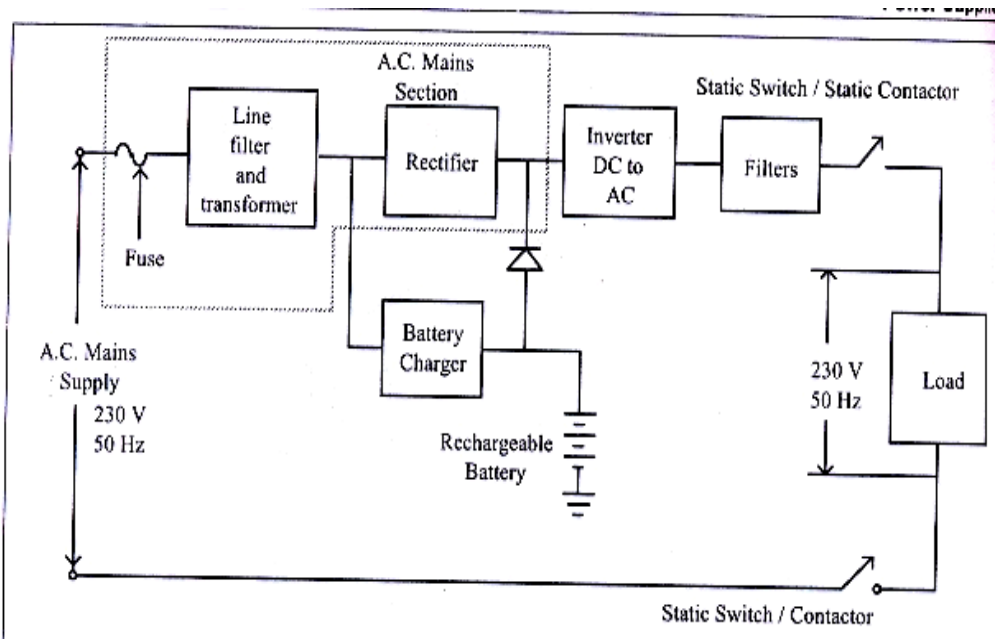 A.C. Mains
Section
Static Switch / Static Contactor
Line
filter
and
transformer
Rectifier
Inverter
DC to
AC
Filters
Fuse
Battery
Charger
A.C. Mains
Supply
230 V
50 Hz
230 V
50 Hz
Load
Rechargeable
Battery
Static Switch / Contactor